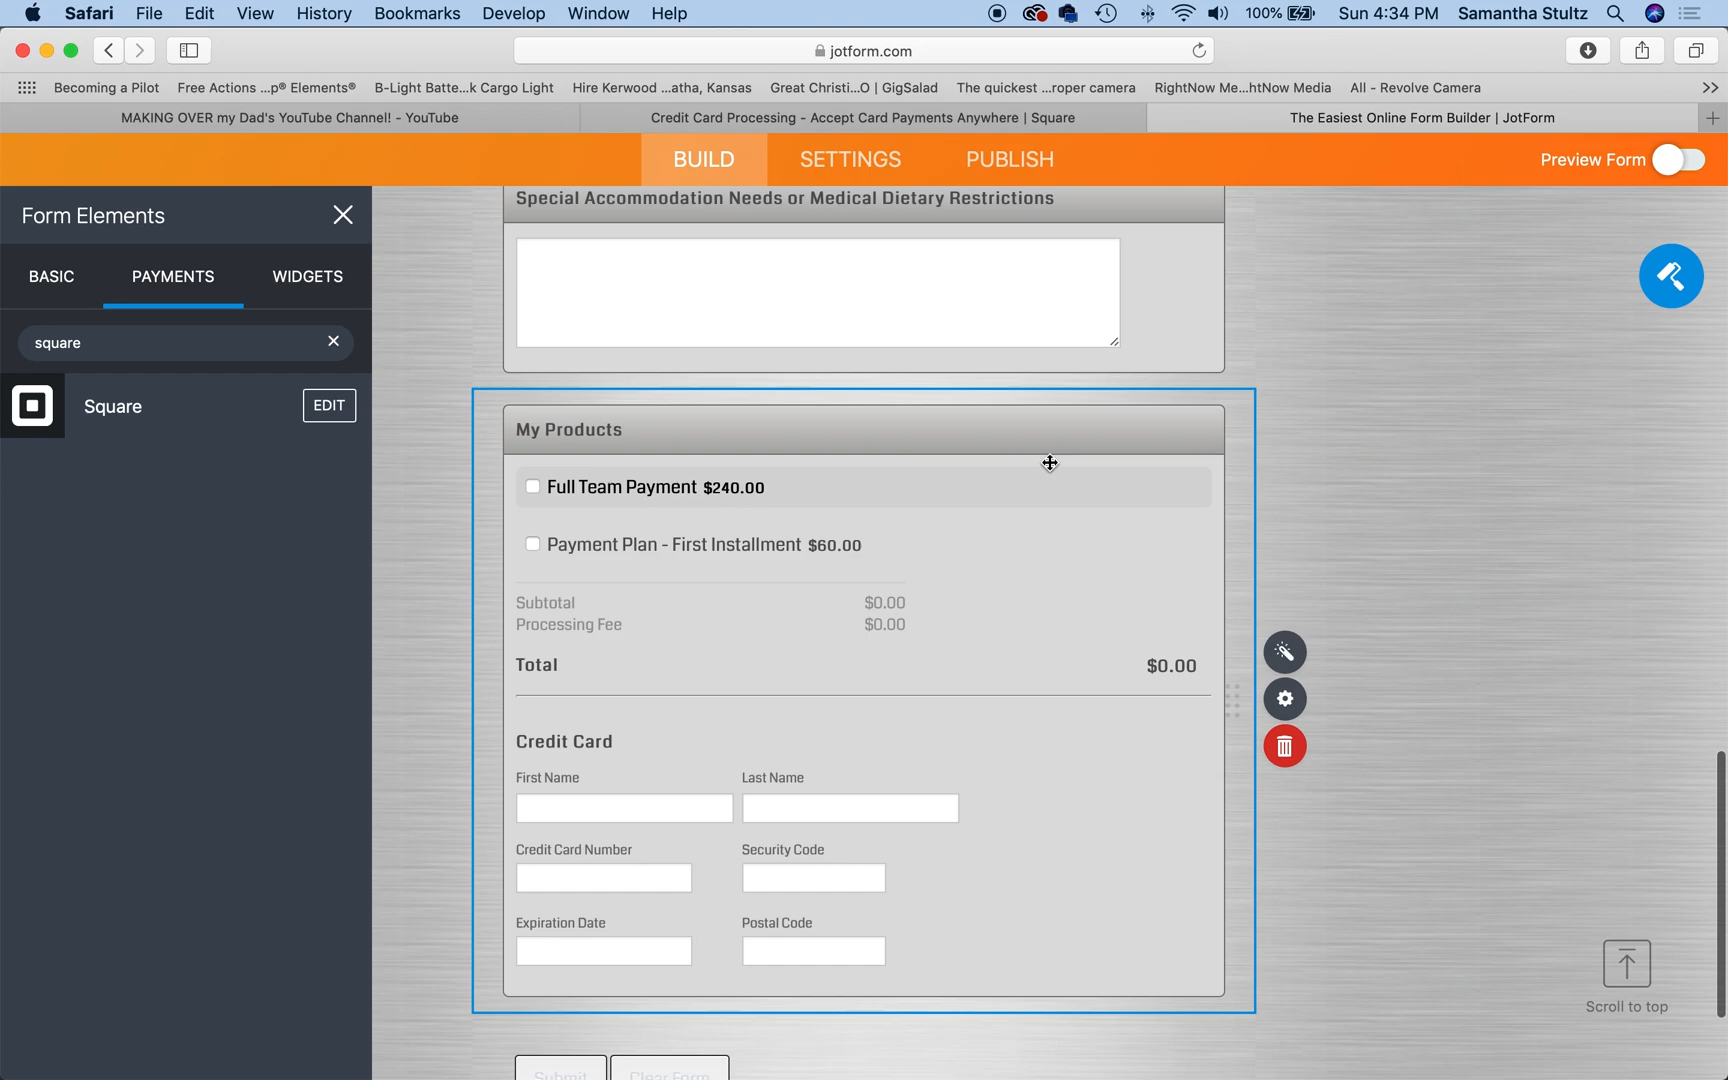 Safari File Edit View History Bookmarks Develop Window Help 100% Sun 4:34 PM Samantha Stultz
jotform.com
Becoming a Pilot Free Actions ...p® Elements® B-Light Batte...k Cargo Light Hire Kerwood ...atha, Kansas Great Christi...O | GigSalad The quickest ...roper camera RightNow Me...htNow Media All - Revolve Camera
MAKING OVER my Dad's YouTube Channel! - YouTube Credit Card Processing - Accept Card Payments Anywhere | Square The Easiest Online Form Builder | JotForm
BUILD SETTINGS PUBLISH Preview Form
Form Elements
BASIC PAYMENTS WIDGETS
square
Square EDIT
Special Accommodation Needs or Medical Dietary Restrictions
My Products
Full Team Payment $240.00
Payment Plan - First Installment $60.00
Subtotal $0.00
Processing Fee $0.00
Total $0.00
Credit Card
First Name Last Name
Credit Card Number Security Code
Expiration Date Postal Code
Scroll to top
Submit Clear Form